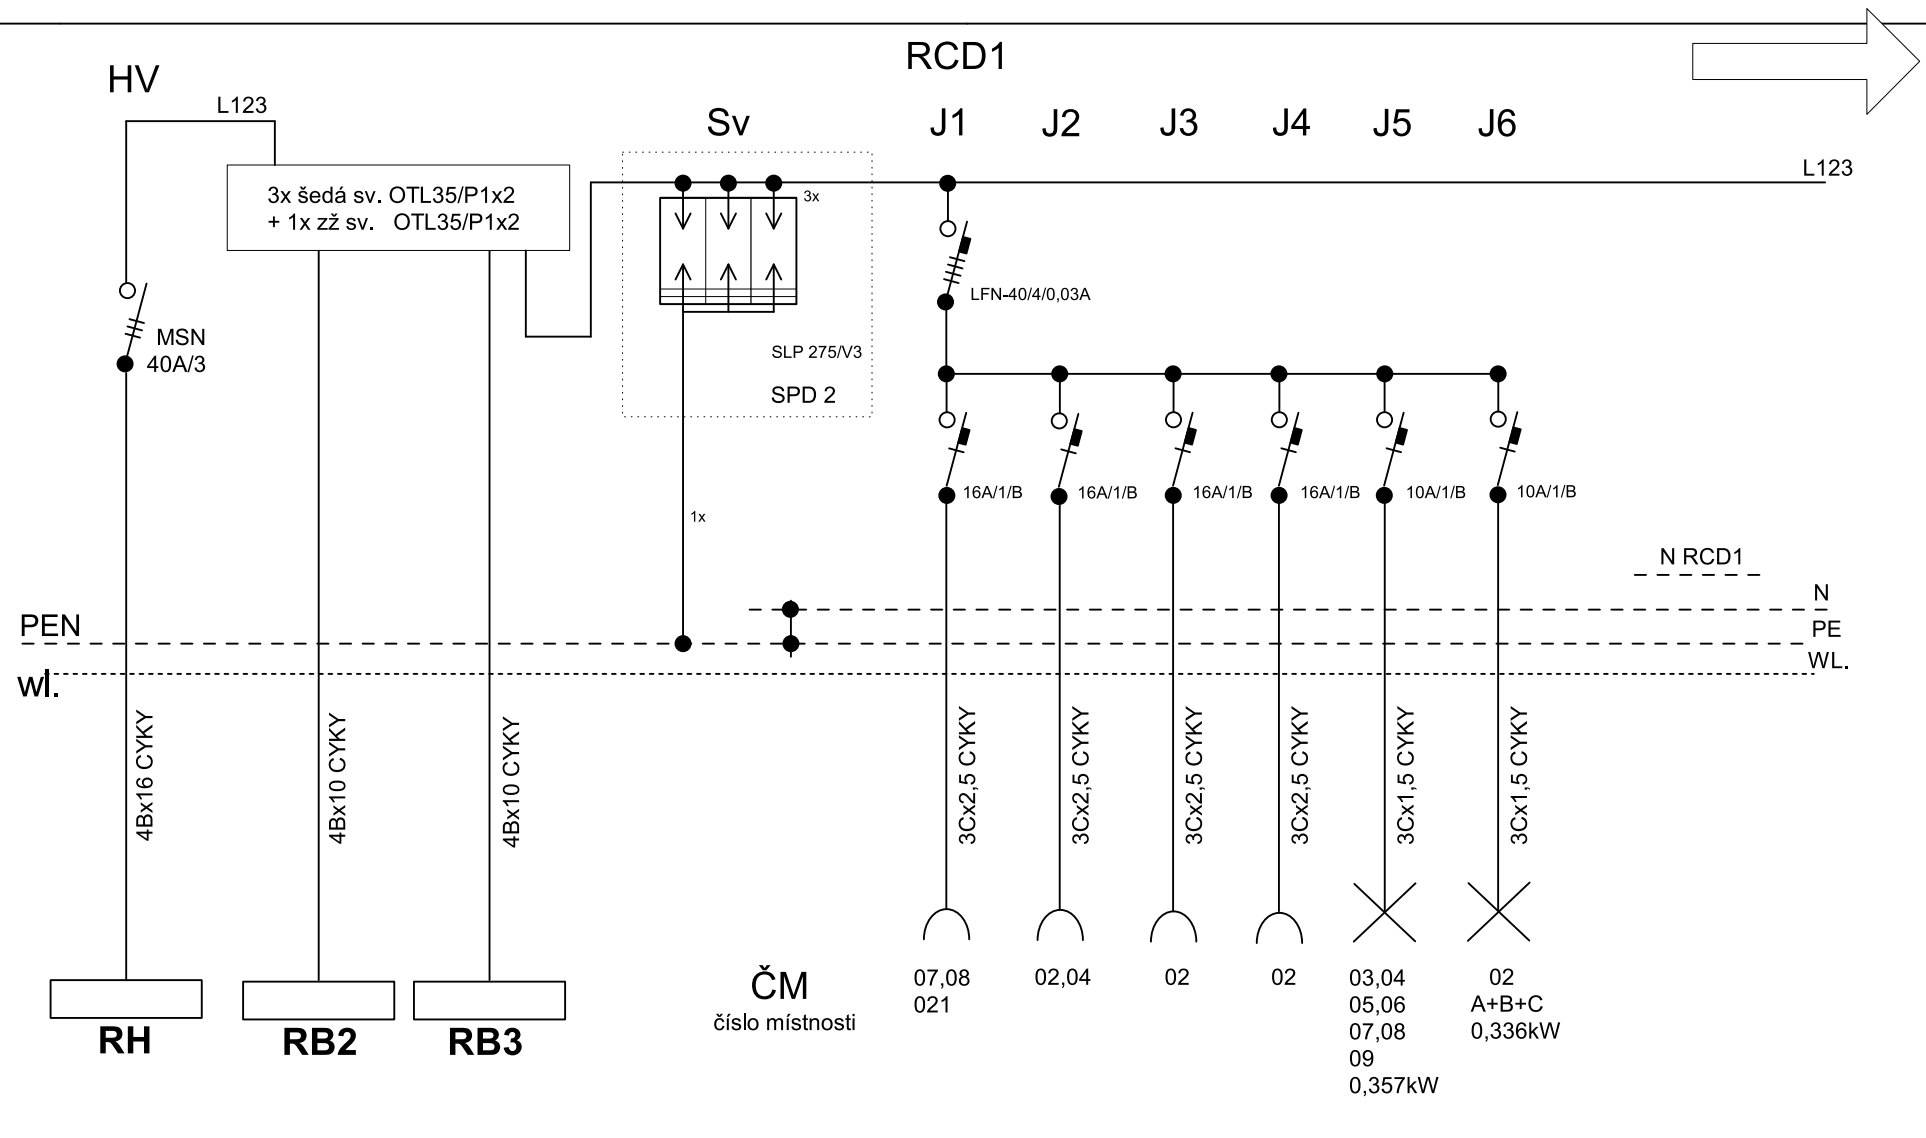 RCD1
HV
L123
Sv
J1
J2
J3
J4
J5
J6
L123
3x šedá sv. OTL35/P1x2
+ 1x zž sv. OTL35/P1x2
3x
LFN-40/4/0,03A
MSN
40A/3
SLP 275/V3
SPD 2
16A/1/B
16A/1/B
16A/1/B
16A/1/B
10A/1/B
10A/1/B
1x
N RCD1
N
PEN
PE
WL.
wl.
4Bx16 CYKY
4Bx10 CYKY
4Bx10 CYKY
3Cx2,5 CYKY
3Cx2,5 CYKY
3Cx2,5 CYKY
3Cx2,5 CYKY
3Cx1,5 CYKY
3Cx1,5 CYKY
RH
RB2
RB3
ČM
číslo místnosti
07,08
021
02,04
02
02
03,04
05,06
07,08
09
0,357kW
02
A+B+C
0,336kW